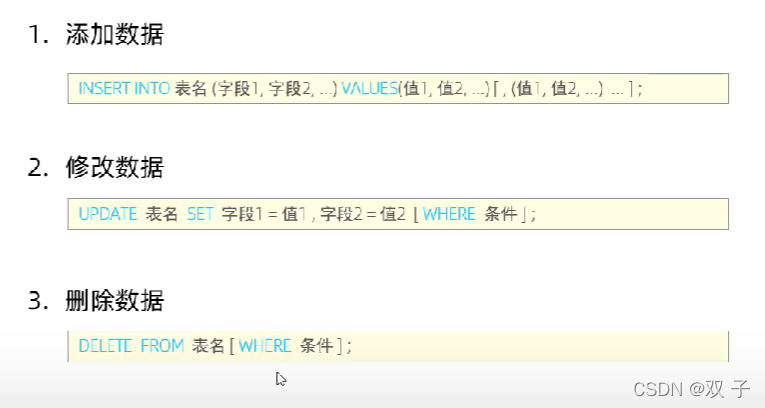 1. 添加数据
INSERT INTO 表名 (字段1, 字段2, ...) VALUES(值1, 值2, ...) [ , (值1, 值2, ...) ... ] ;
2. 修改数据
UPDATE 表名 SET 字段1 = 值1 , 字段2 = 值2 [ WHERE 条件 ] ;
3. 删除数据
DELETE FROM 表名 [ WHERE 条件 ] ;
CSDN @双 子